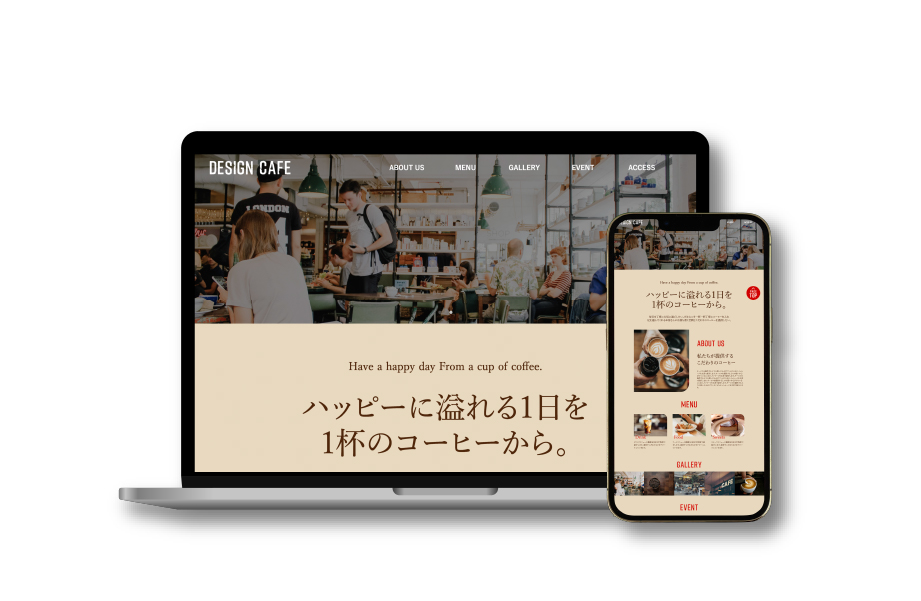 DESIGN CAFE
ABOUT US
MENU
GALLERY
EVENT
ACCESS
LONDON
Have a happy day From a cup of coffee.
ハッピーに溢れる1日を
1杯のコーヒーから。
Have a happy day From a cup of coffee.
ハッピーに溢れる1日を
1杯のコーヒーから。
TOP
ABOUT US
私たちが提供する
こだわりのコーヒー
MENU
Drink
Food
Sweets
GALLERY
CAFE
EVENT